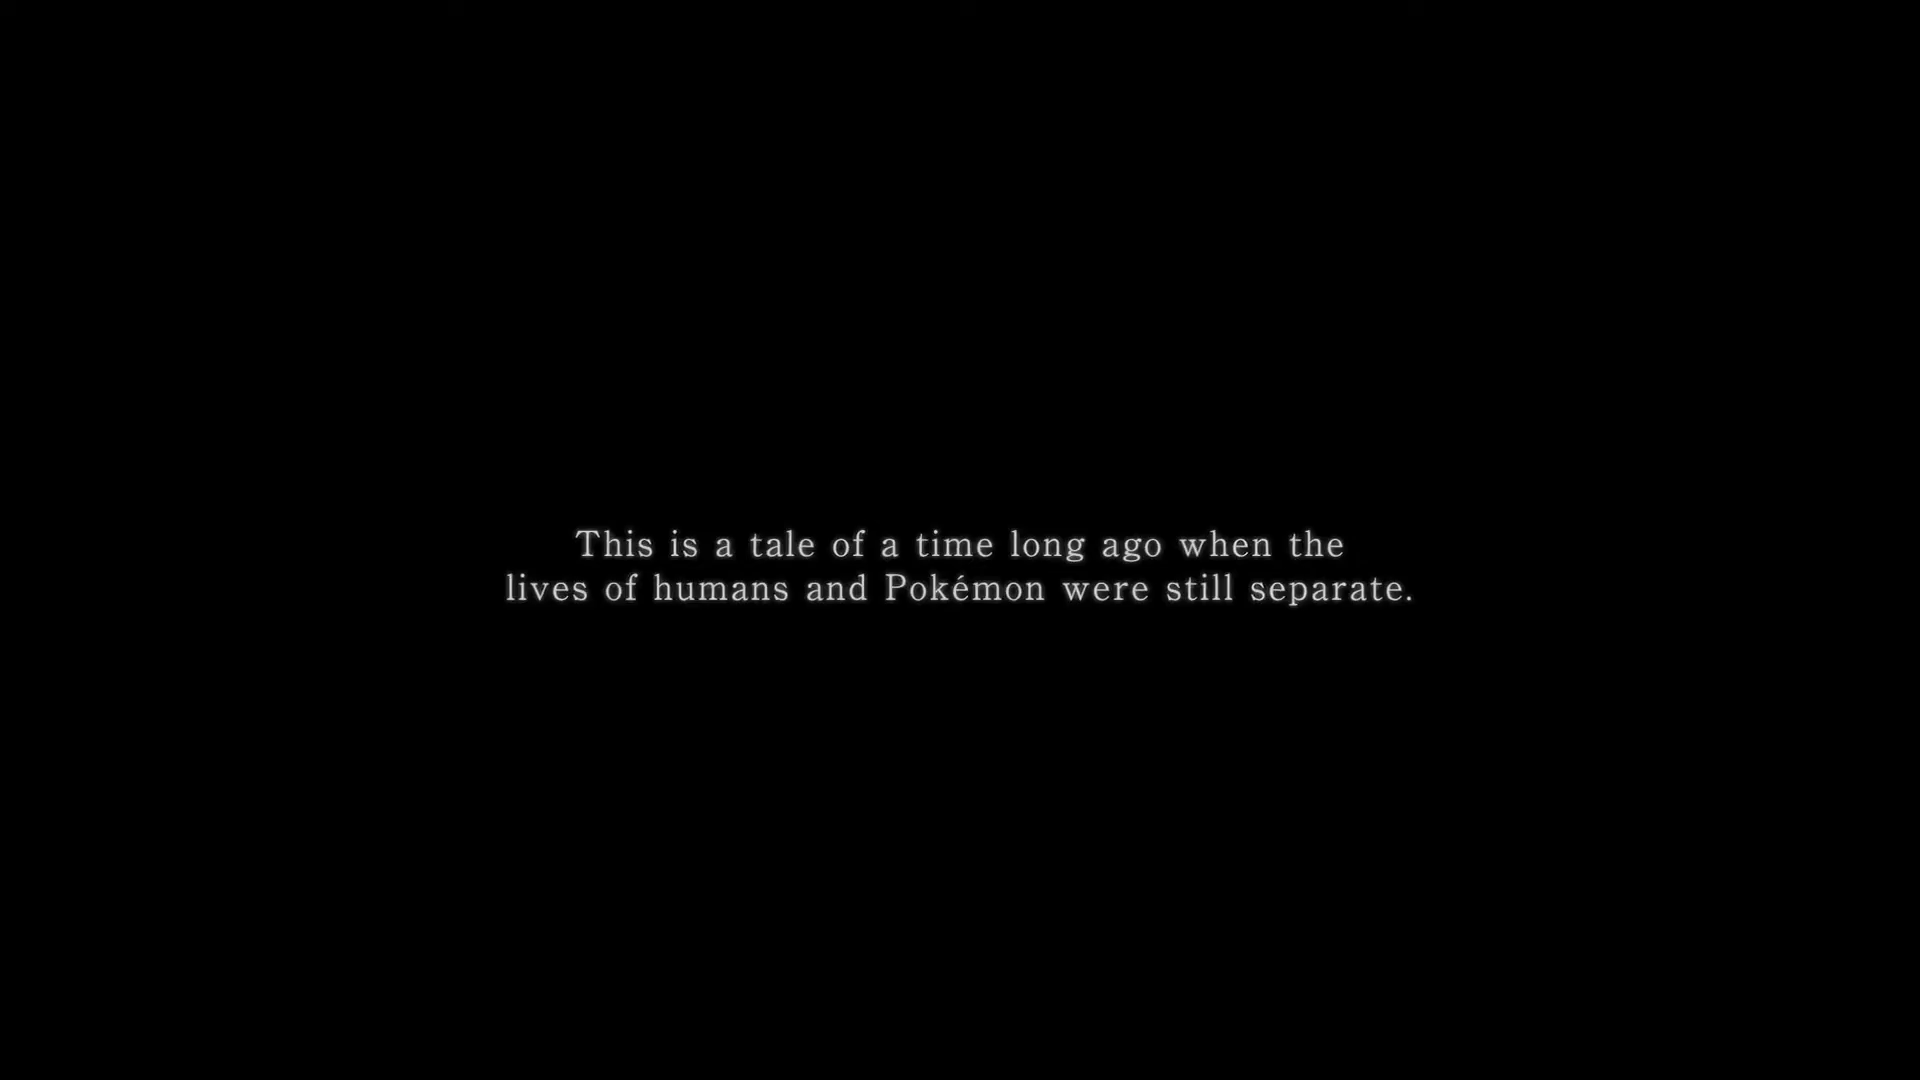 This is a tale of a time long ago when the
lives of humans and Pokémon were still separate.